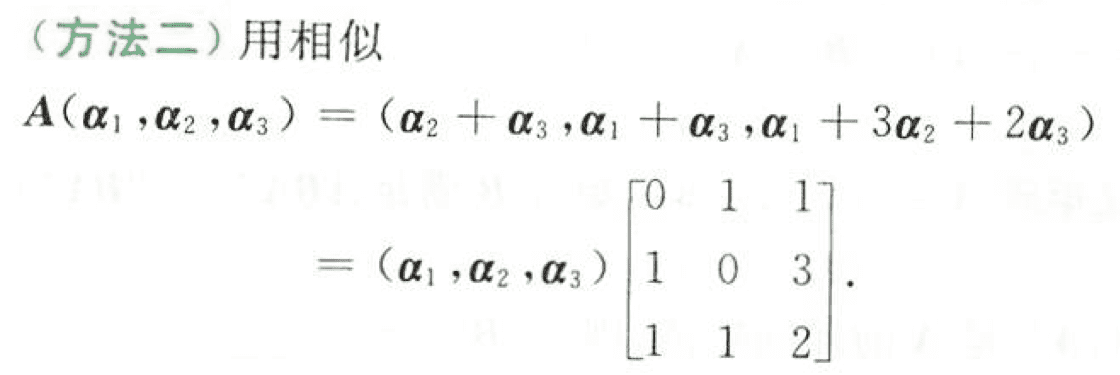 （方法二）用相似
A(α₁,α₂,α₃) = (α₂ + α₃,α₁ + α₃,α₁ + 3α₂ + 2α₃)
= (α₁,α₂,α₃) [0 1 1
1 0 3
1 1 2].